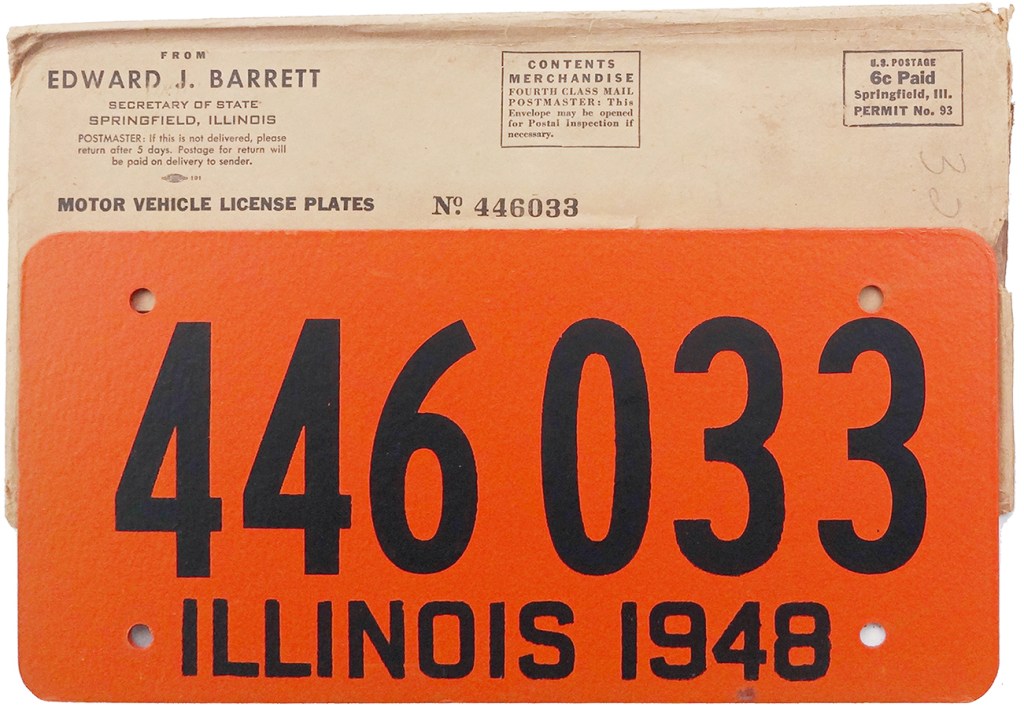 FROM
EDWARD J. BARRETT
SECRETARY OF STATE
SPRINGFIELD, ILLINOIS
POSTMASTER: If this is not delivered, please
return after 5 days. Postage for return will
be paid on delivery to sender.
101
CONTENTS
MERCHANDISE
FOURTH CLASS MAIL
POSTMASTER: This
Envelope may be opened
for Postal inspection if
necessary.
U.S. POSTAGE
6c Paid
Springfield, Ill.
PERMIT No. 93
MOTOR VEHICLE LICENSE PLATES
Nº 446033
446 033
ILLINOIS 1948